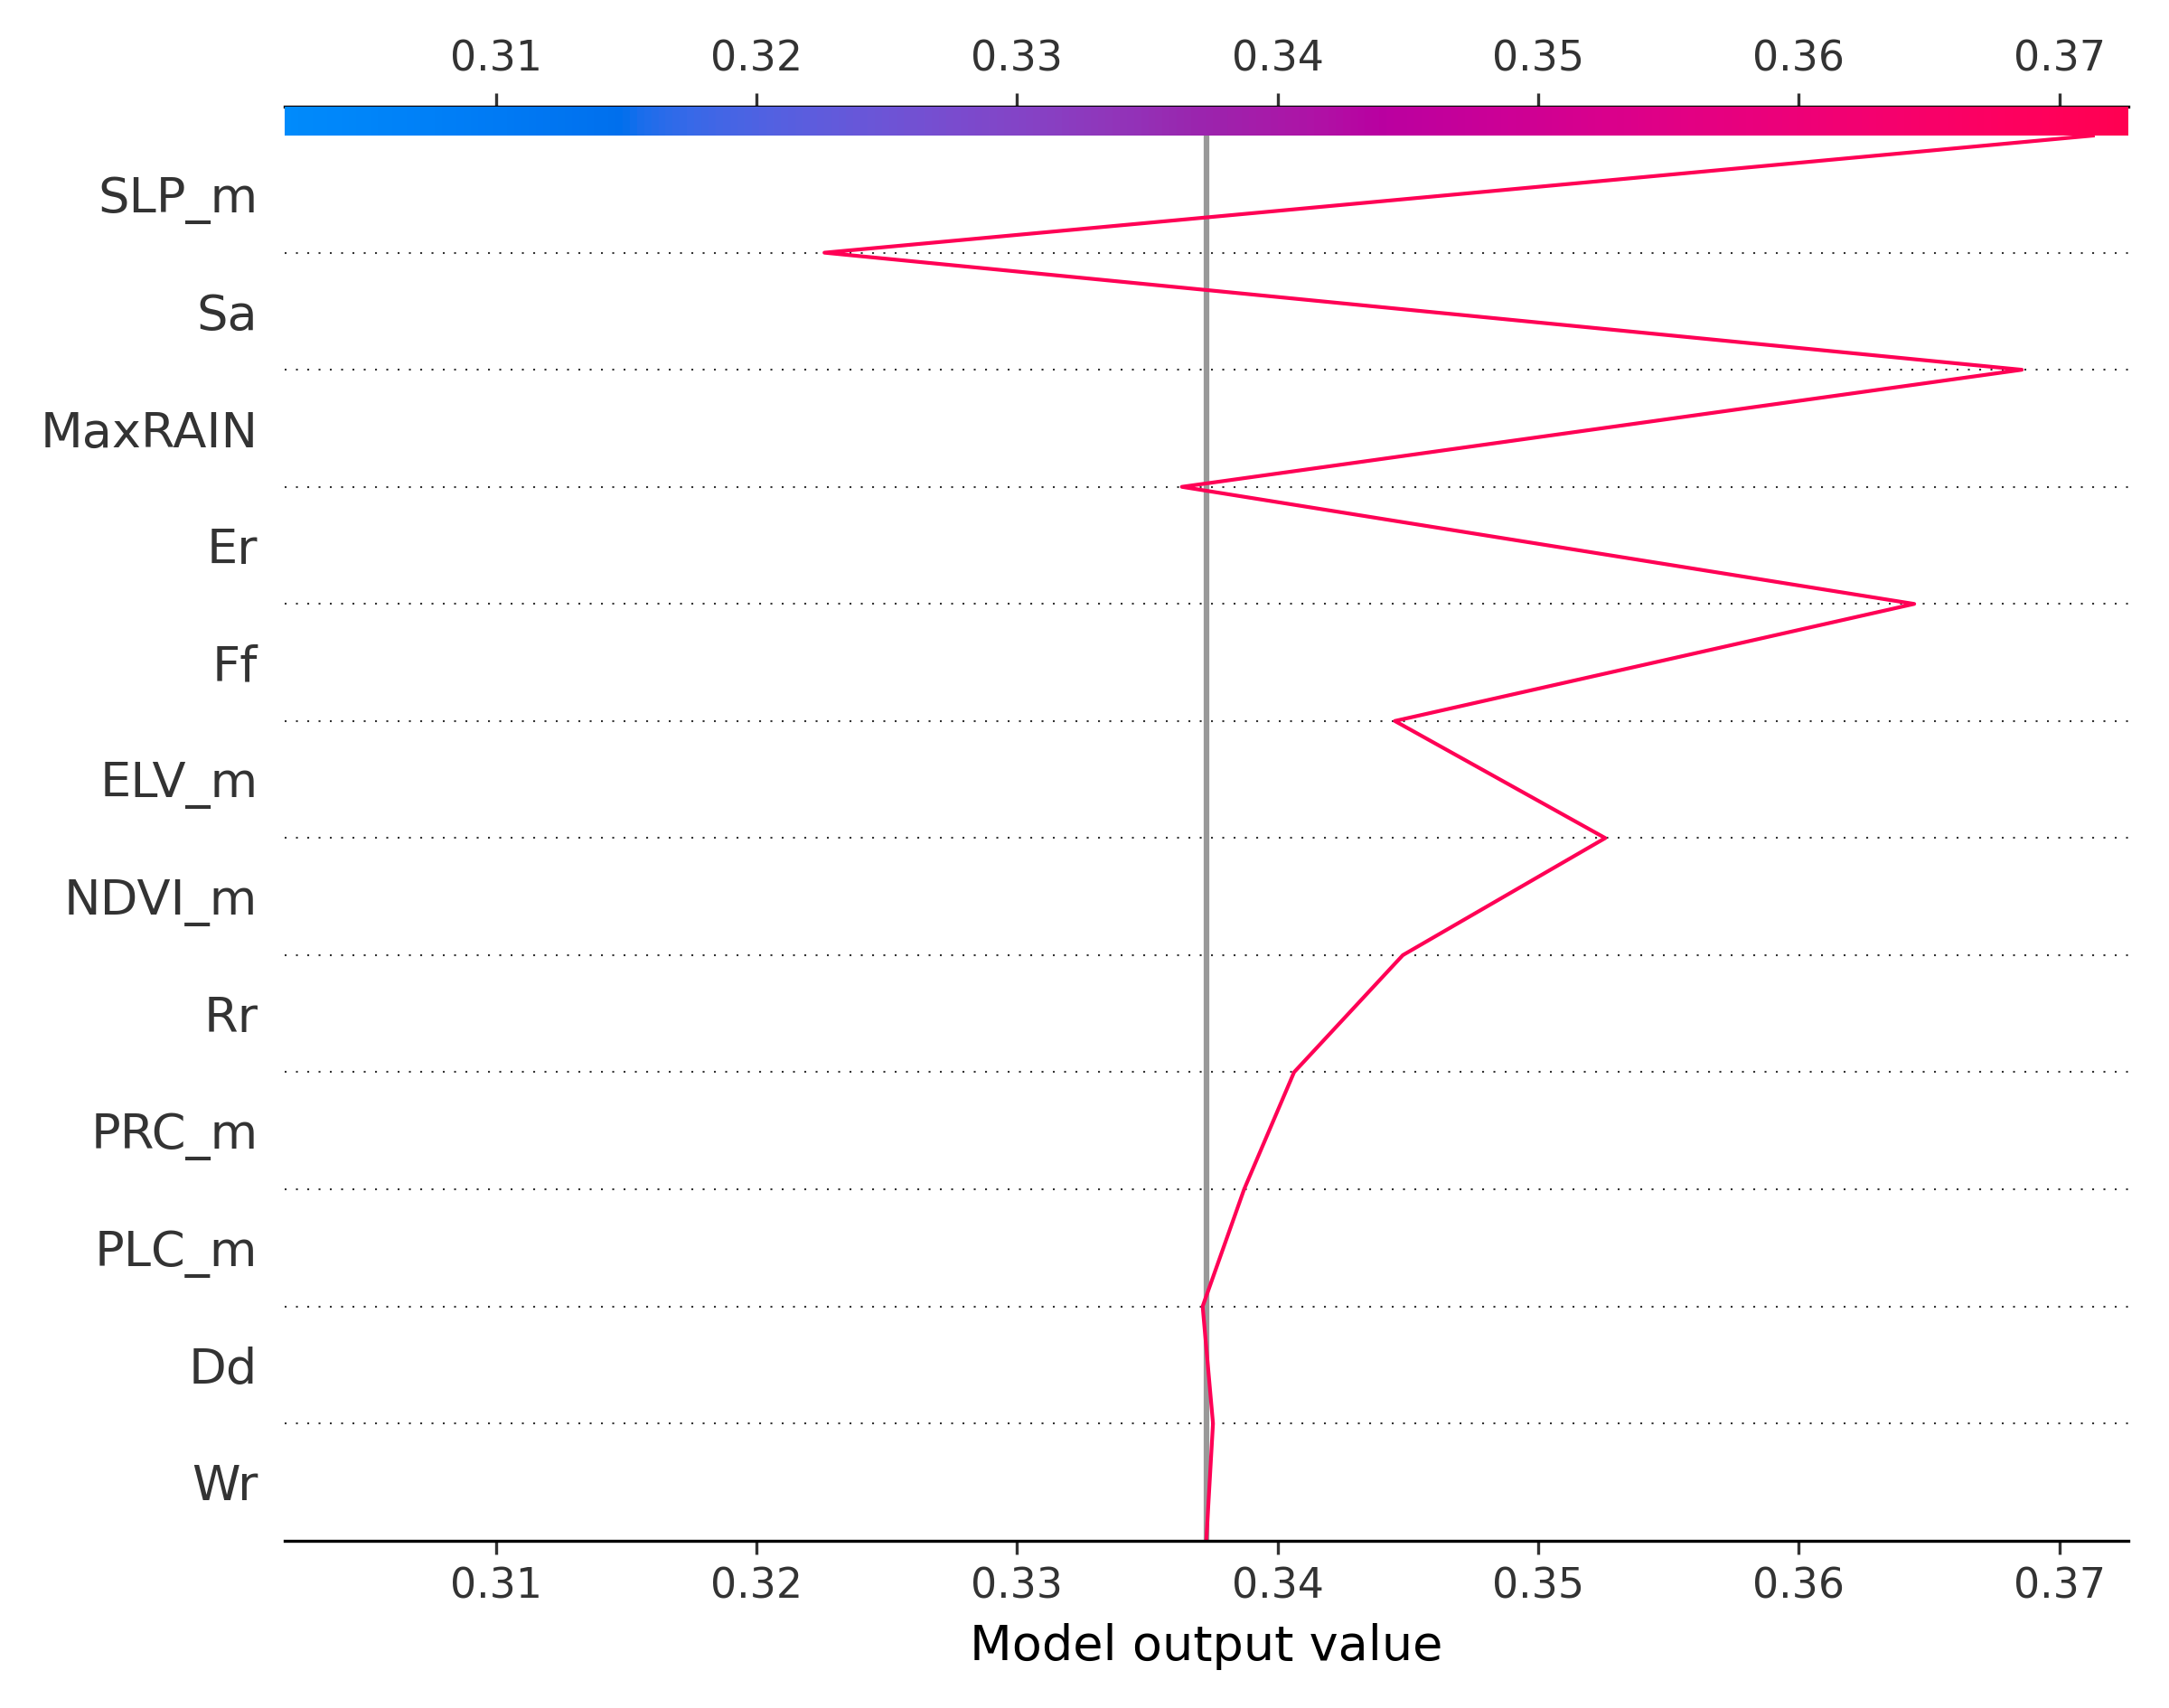 0.31 0.32 0.33 0.34 0.35 0.36 0.37
SLP_m
Sa
MaxRAIN
Er
Ff
ELV_m
NDVI_m
Rr
PRC_m
PLC_m
Dd
Wr
0.31 0.32 0.33 0.34 0.35 0.36 0.37
Model output value